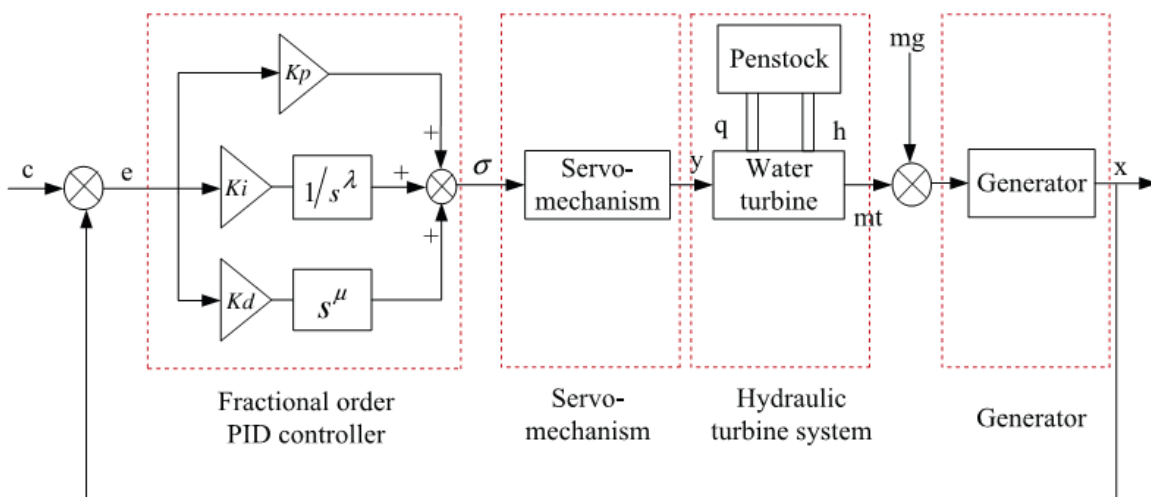 c
e
Kp
+
Ki
1/s^λ
+
Kd
s^μ
+
σ
Servo-
mechanism
y
Penstock
q
h
Water
turbine
mt
mg
Generator
x
Fractional order
PID controller
Servo-
mechanism
Hydraulic
turbine system
Generator